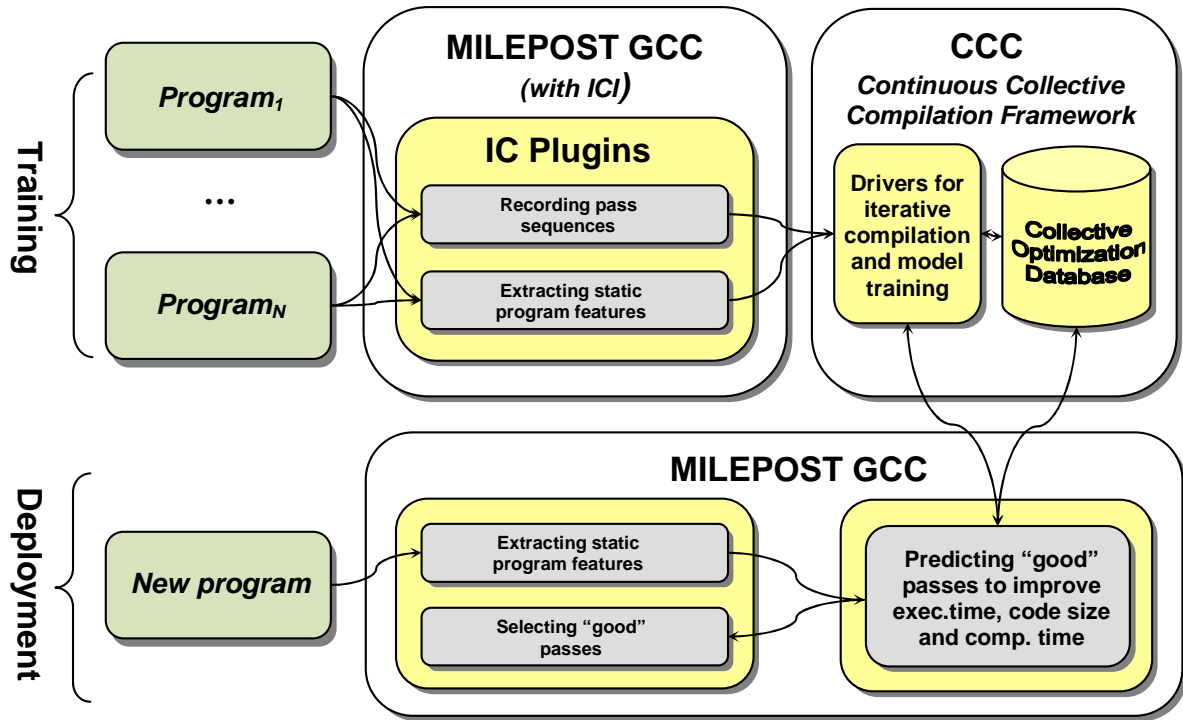 Training
Program1
...
ProgramN
MILEPOST GCC
(with ICI)
IC Plugins
Recording pass
sequences
Extracting static
program features
CCC
Continuous Collective
Compilation Framework
Drivers for
iterative
compilation
and model
training
Collective
Optimization
Database
Deployment
New program
MILEPOST GCC
Extracting static
program features
Selecting “good”
passes
Predicting “good”
passes to improve
exec.time, code size
and comp. time